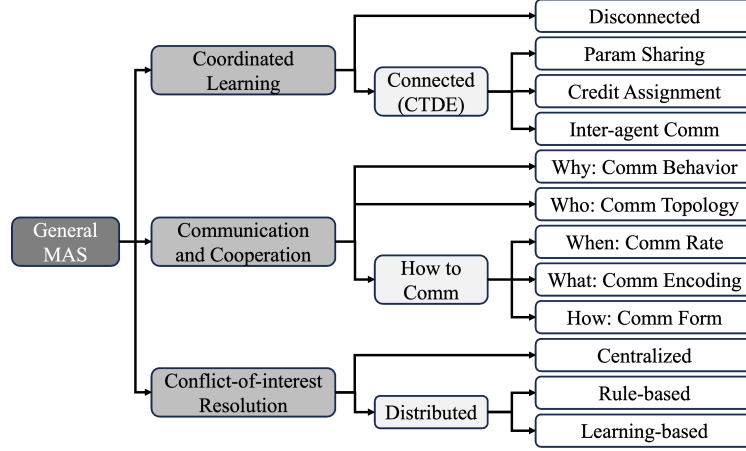 General
MAS
Coordinated
Learning
Disconnected
Connected
(CTDE)
Param Sharing
Credit Assignment
Inter-agent Comm
Communication
and Cooperation
Why: Comm Behavior
Who: Comm Topology
How to
Comm
When: Comm Rate
What: Comm Encoding
How: Comm Form
Conflict-of-interest
Resolution
Centralized
Distributed
Rule-based
Learning-based